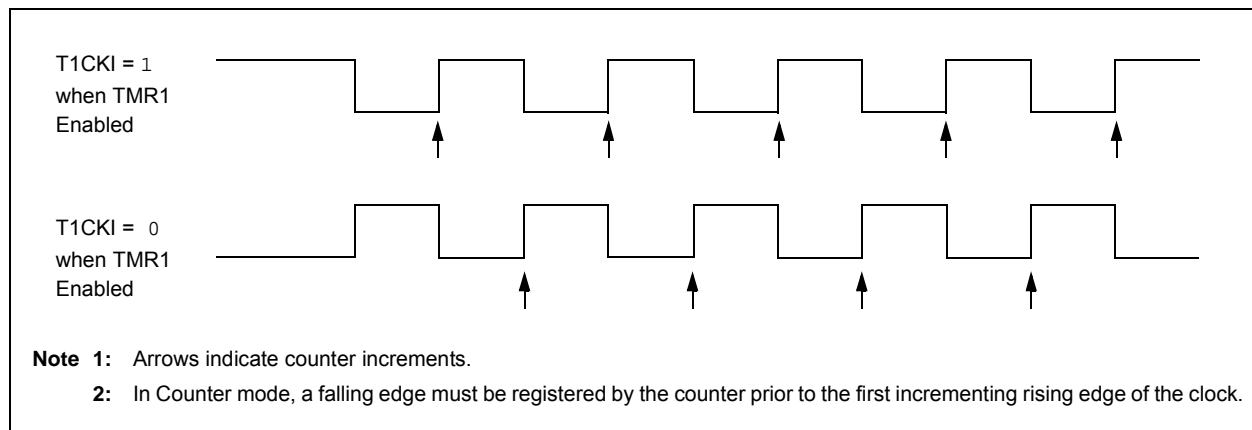 T1CKI = 1
when TMR1
Enabled
T1CKI = 0
when TMR1
Enabled
Note 1: Arrows indicate counter increments.
2: In Counter mode, a falling edge must be registered by the counter prior to the first incrementing rising edge of the clock.